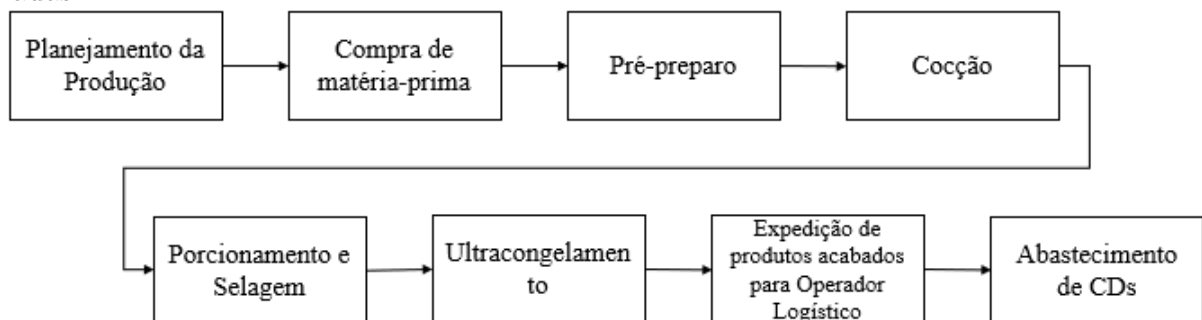 Planejamento da
Produção
Compra de
matéria-prima
Pré-preparo
Cocção
Porcionamento e
Selagem
Ultracongelamen
to
Expedição de
produtos acabados
para Operador
Logístico
Abastecimento
de CDs